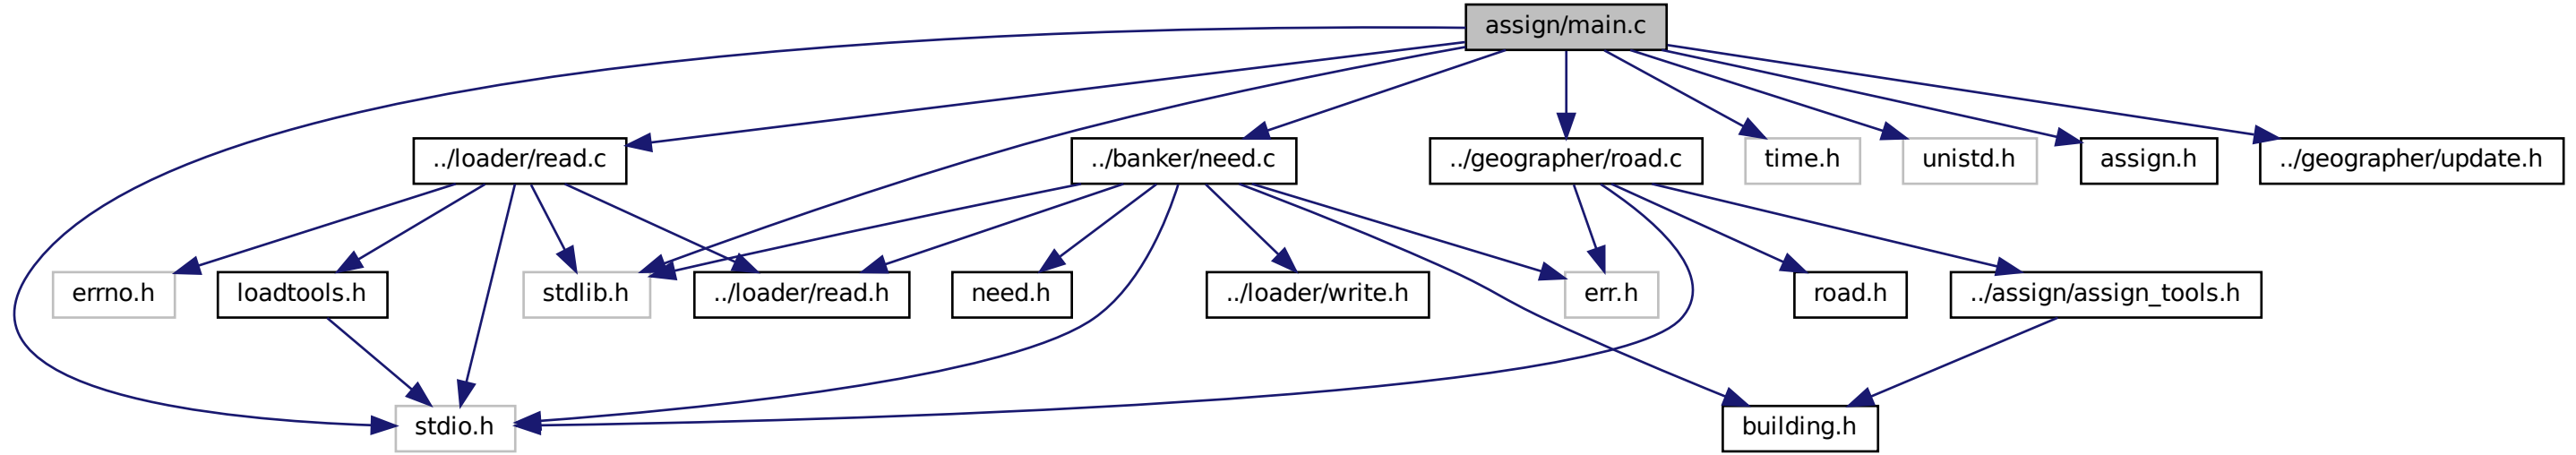 assign/main.c
../loader/read.c
../banker/need.c
../geographer/road.c
time.h
unistd.h
assign.h
../geographer/update.h
errno.h
loadtools.h
stdlib.h
../loader/read.h
need.h
../loader/write.h
err.h
road.h
../assign/assign_tools.h
stdio.h
building.h